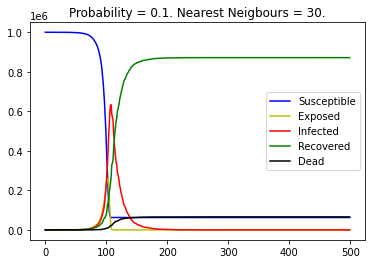 Probability = 0.1. Nearest Neigbours = 30.
1e6
1.0
0.8
0.6
0.4
0.2
0.0
Susceptible
Exposed
Infected
Recovered
Dead
0 100 200 300 400 500